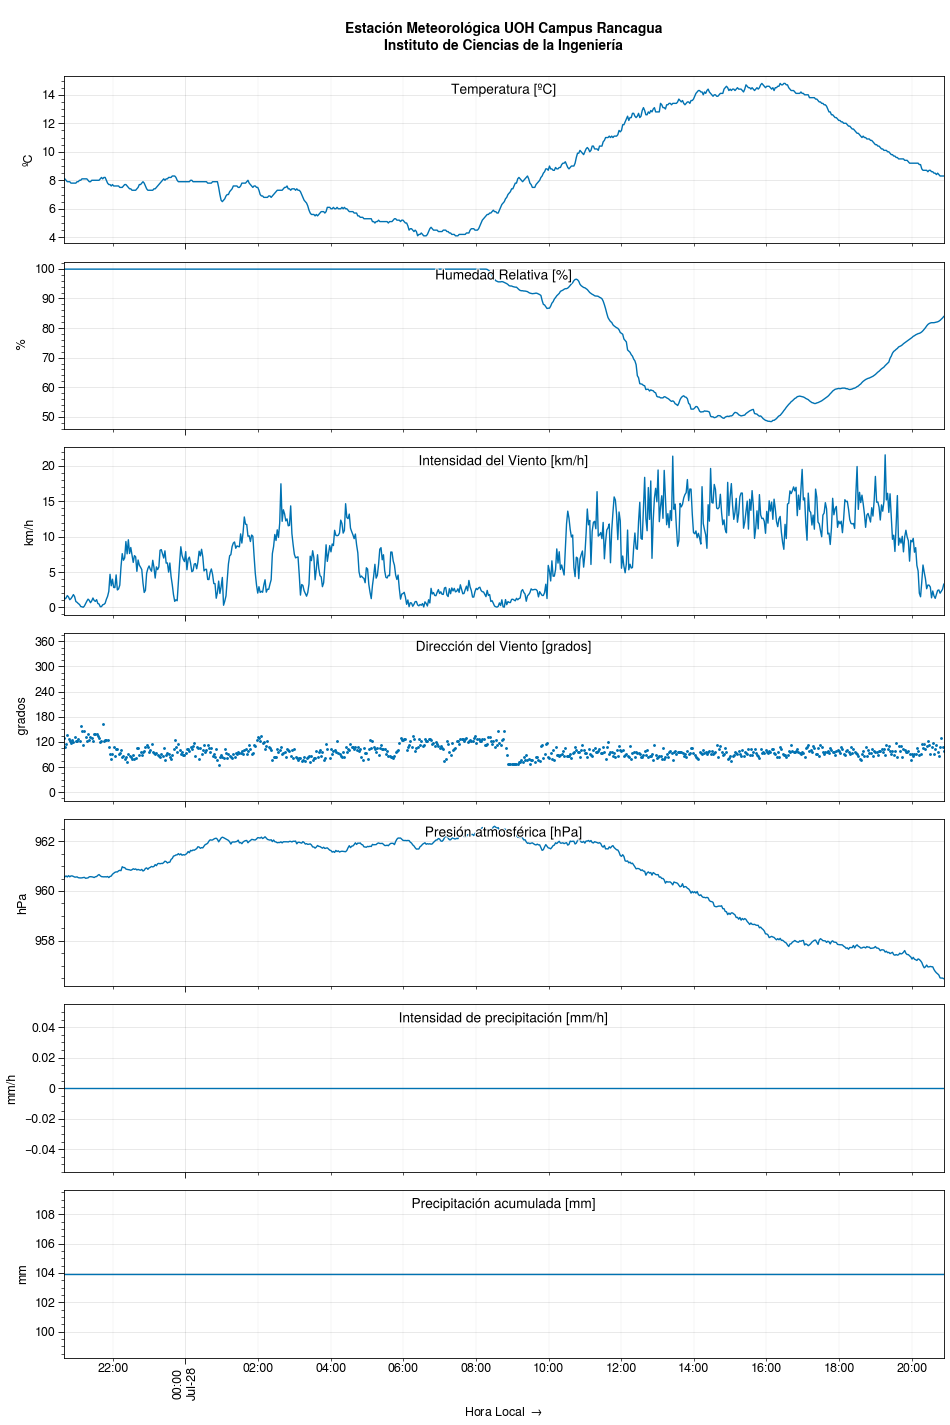 Estación Meteorológica UOH Campus Rancagua
Instituto de Ciencias de la Ingeniería
Temperatura [ºC]
ºC
14
12
10
8
6
4
Humedad Relativa [%]
%
100
90
80
70
60
50
Intensidad del Viento [km/h]
km/h
20
15
10
5
0
Dirección del Viento [grados]
grados
360
300
240
180
120
60
0
Presión atmosférica [hPa]
hPa
962
960
958
Intensidad de precipitación [mm/h]
mm/h
0.04
0.02
0
−0.02
−0.04
Precipitación acumulada [mm]
mm
108
106
104
102
100
22:00 00:00 02:00 04:00 06:00 08:00 10:00 12:00 14:00 16:00 18:00 20:00
Jul-28
Hora Local →